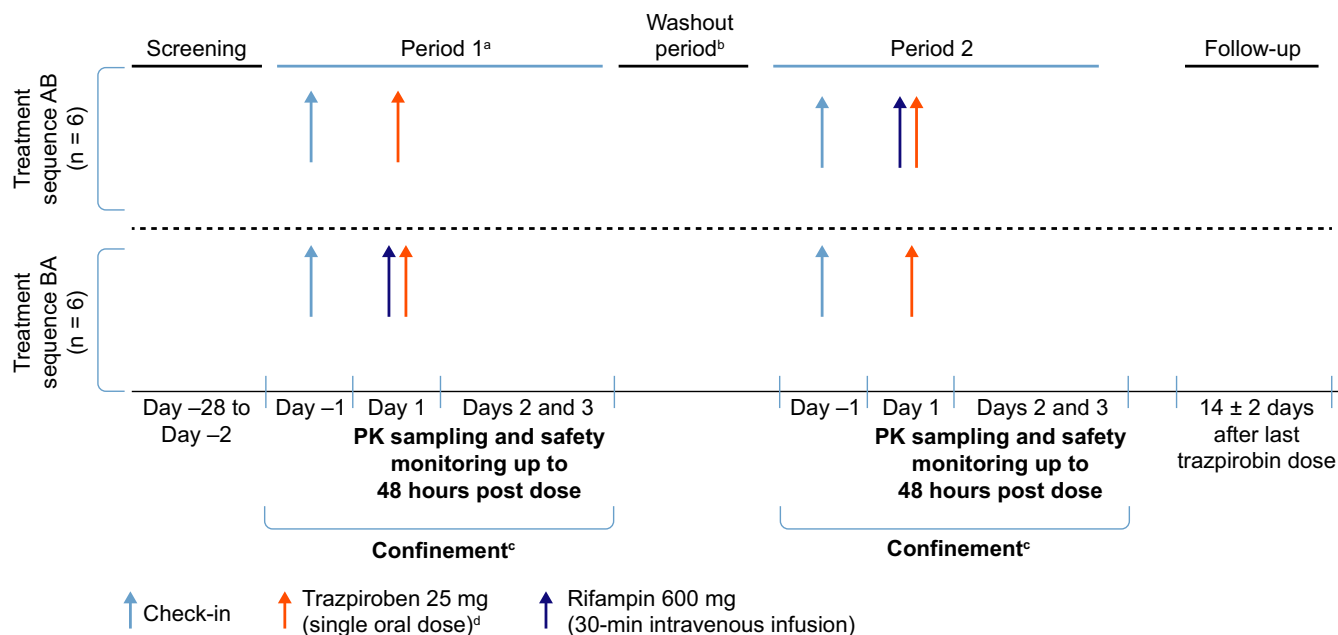 Screening
Period 1ᵃ
Washout
periodᵇ
Period 2
Follow-up
Treatment
sequence AB
(n = 6)
Treatment
sequence BA
(n = 6)
Day –28 to
Day –2
Day –1
Day 1
Days 2 and 3
PK sampling and safety
monitoring up to
48 hours post dose
Confinementᶜ
Day –1
Day 1
Days 2 and 3
PK sampling and safety
monitoring up to
48 hours post dose
Confinementᶜ
14 ± 2 days
after last
trazpirobin dose
Check-in
Trazpiroben 25 mg
(single oral dose)ᵈ
Rifampin 600 mg
(30-min intravenous infusion)